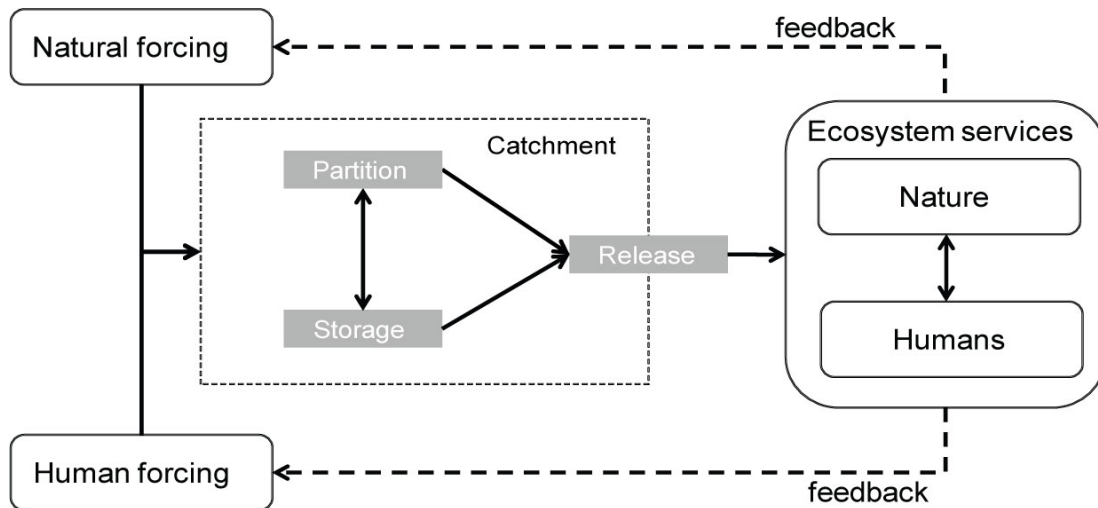 feedback
Natural forcing
Ecosystem services
Catchment
Partition
Nature
Release
Storage
Humans
Human forcing
feedback